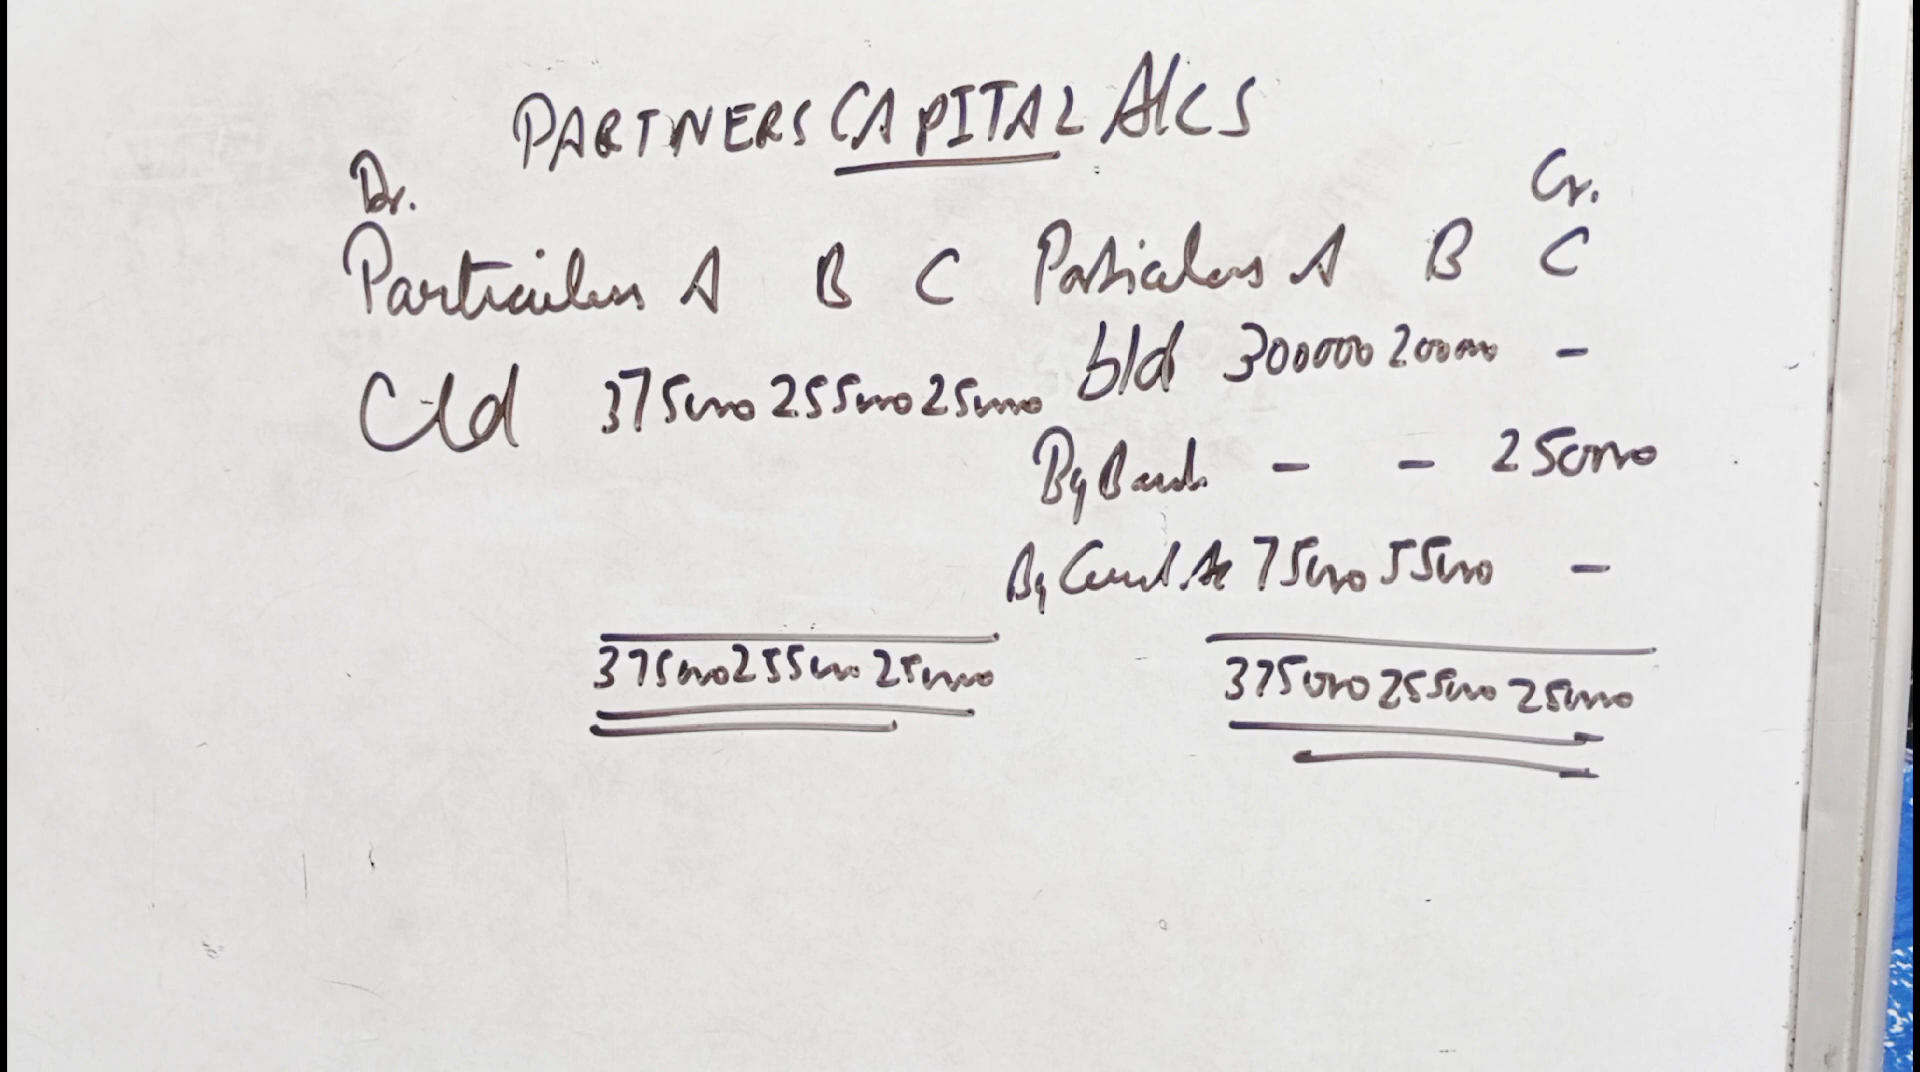 PARTNERS CAPITAL A/CS
Dr. Cr.
Particulars A B C Particulars A B C
C/d 375000 255000 250000 b/d 300000 200000 -
By Bank - - 250000
By Curr. A/c 75000 55000 -
375000 255000 250000 375000 255000 250000